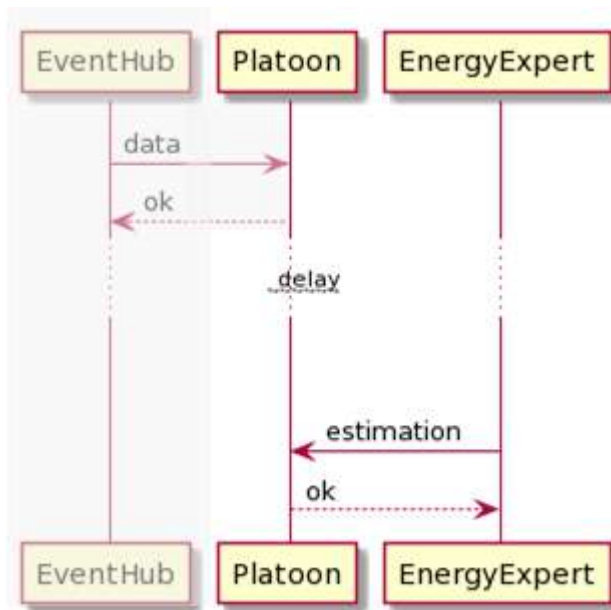 EventHub Platoon EnergyExpert
data
ok
delay
estimation
ok
EventHub Platoon EnergyExpert